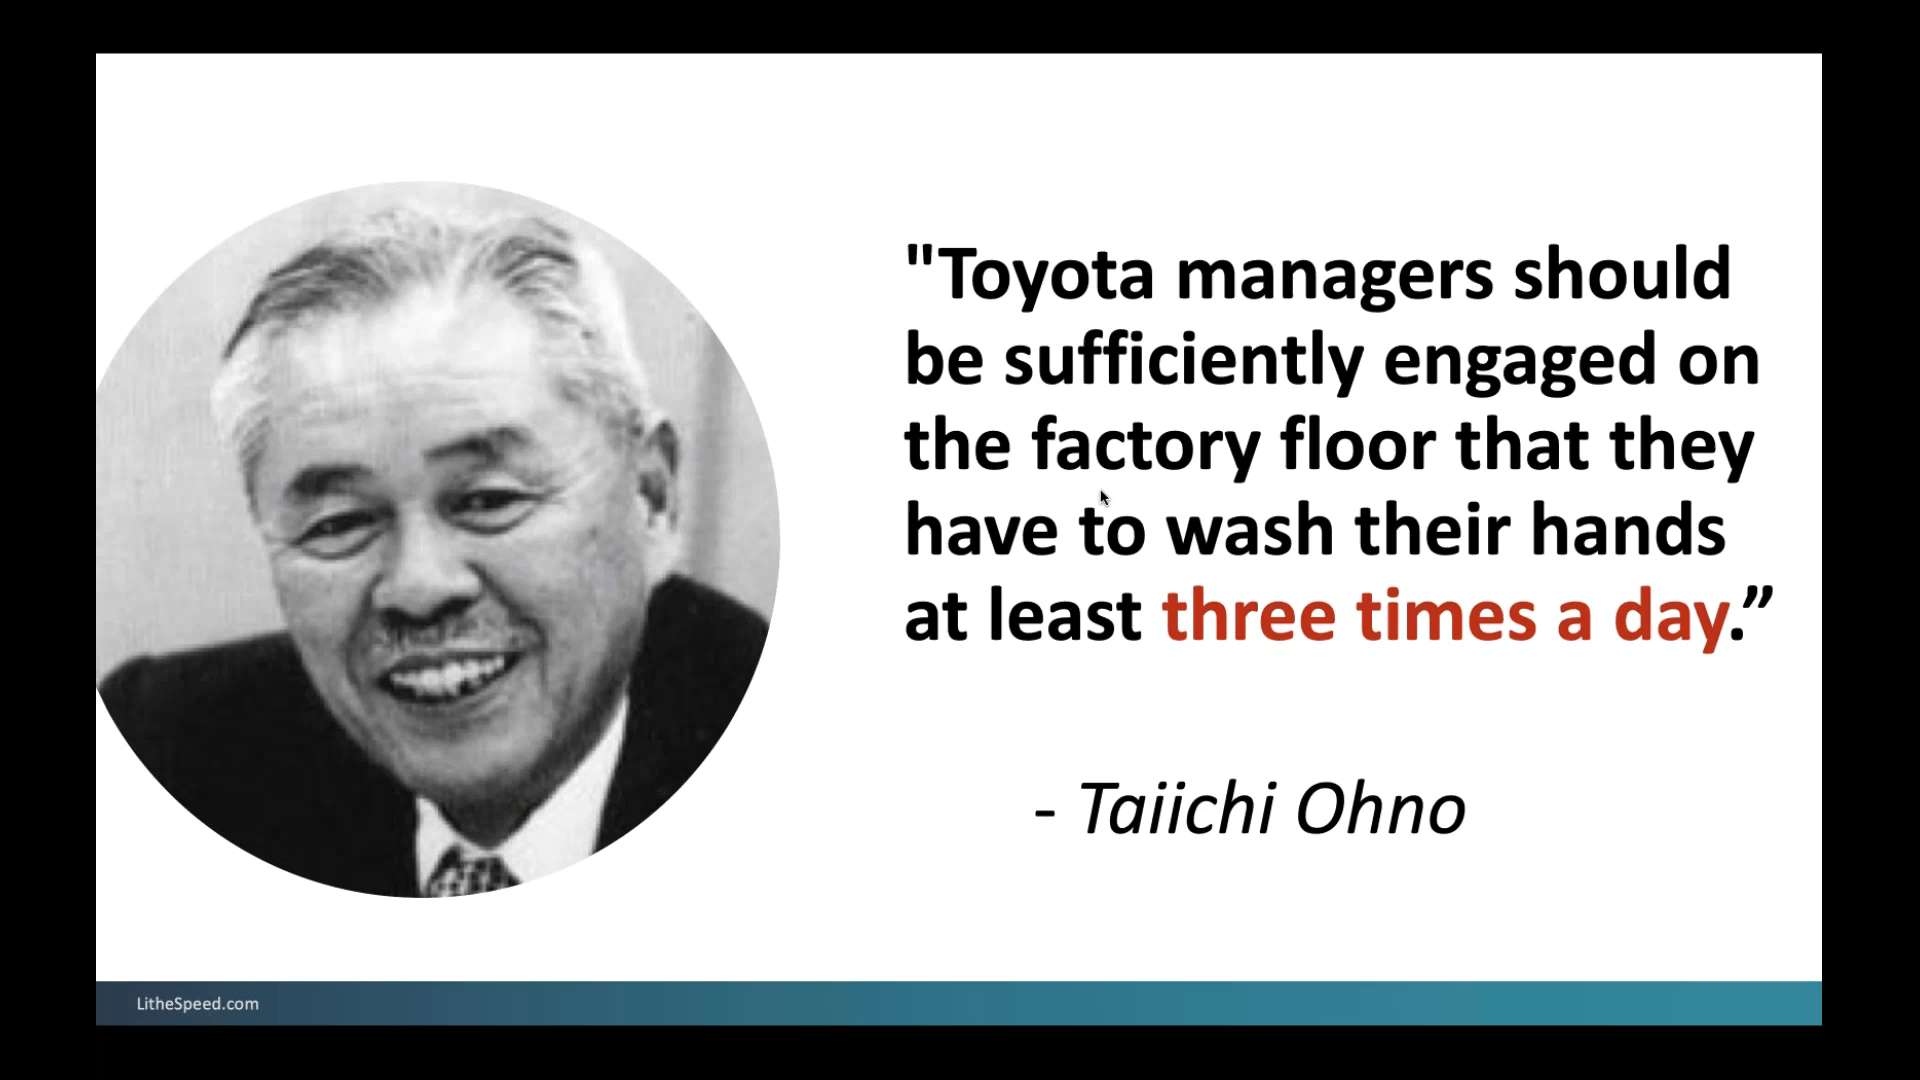 "Toyota managers should
be sufficiently engaged on
the factory floor that they
have to wash their hands
at least three times a day.”
- Taiichi Ohno
LitheSpeed.com